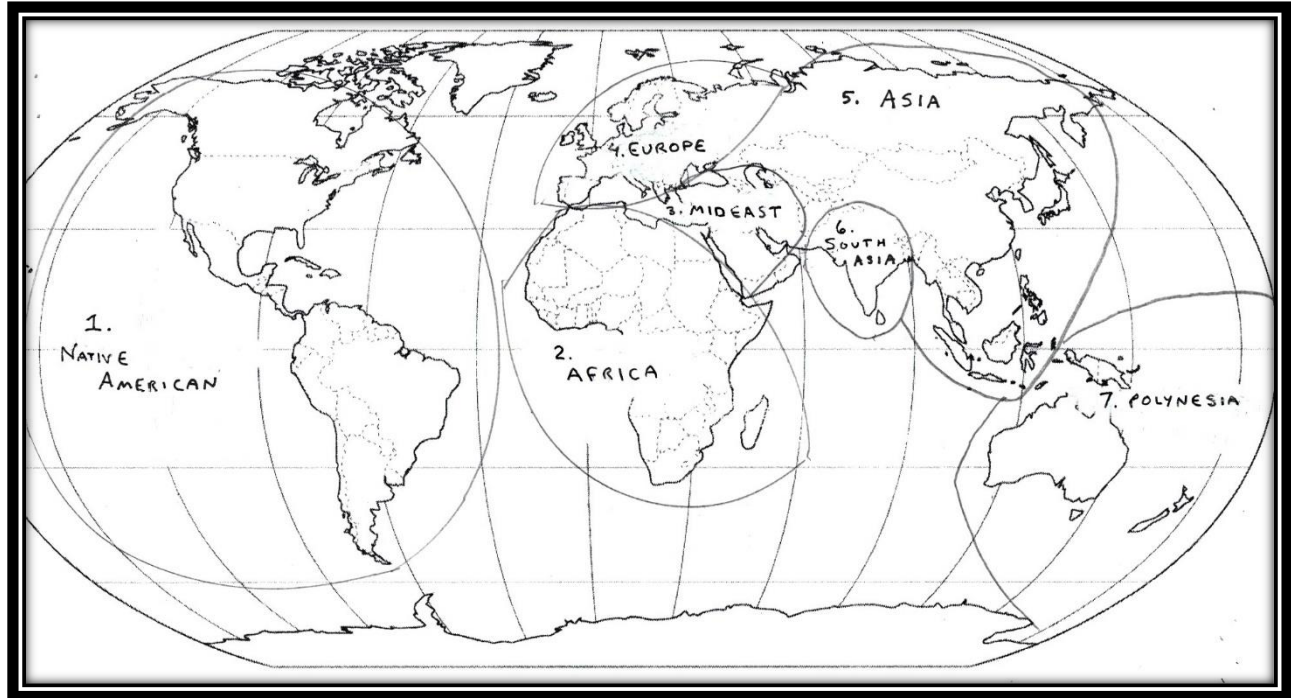 1.
NATIVE
AMERICAN
2.
AFRICA
3. MIDEAST
4. EUROPE
5. ASIA
6.
SOUTH
ASIA
7. POLYNESIA